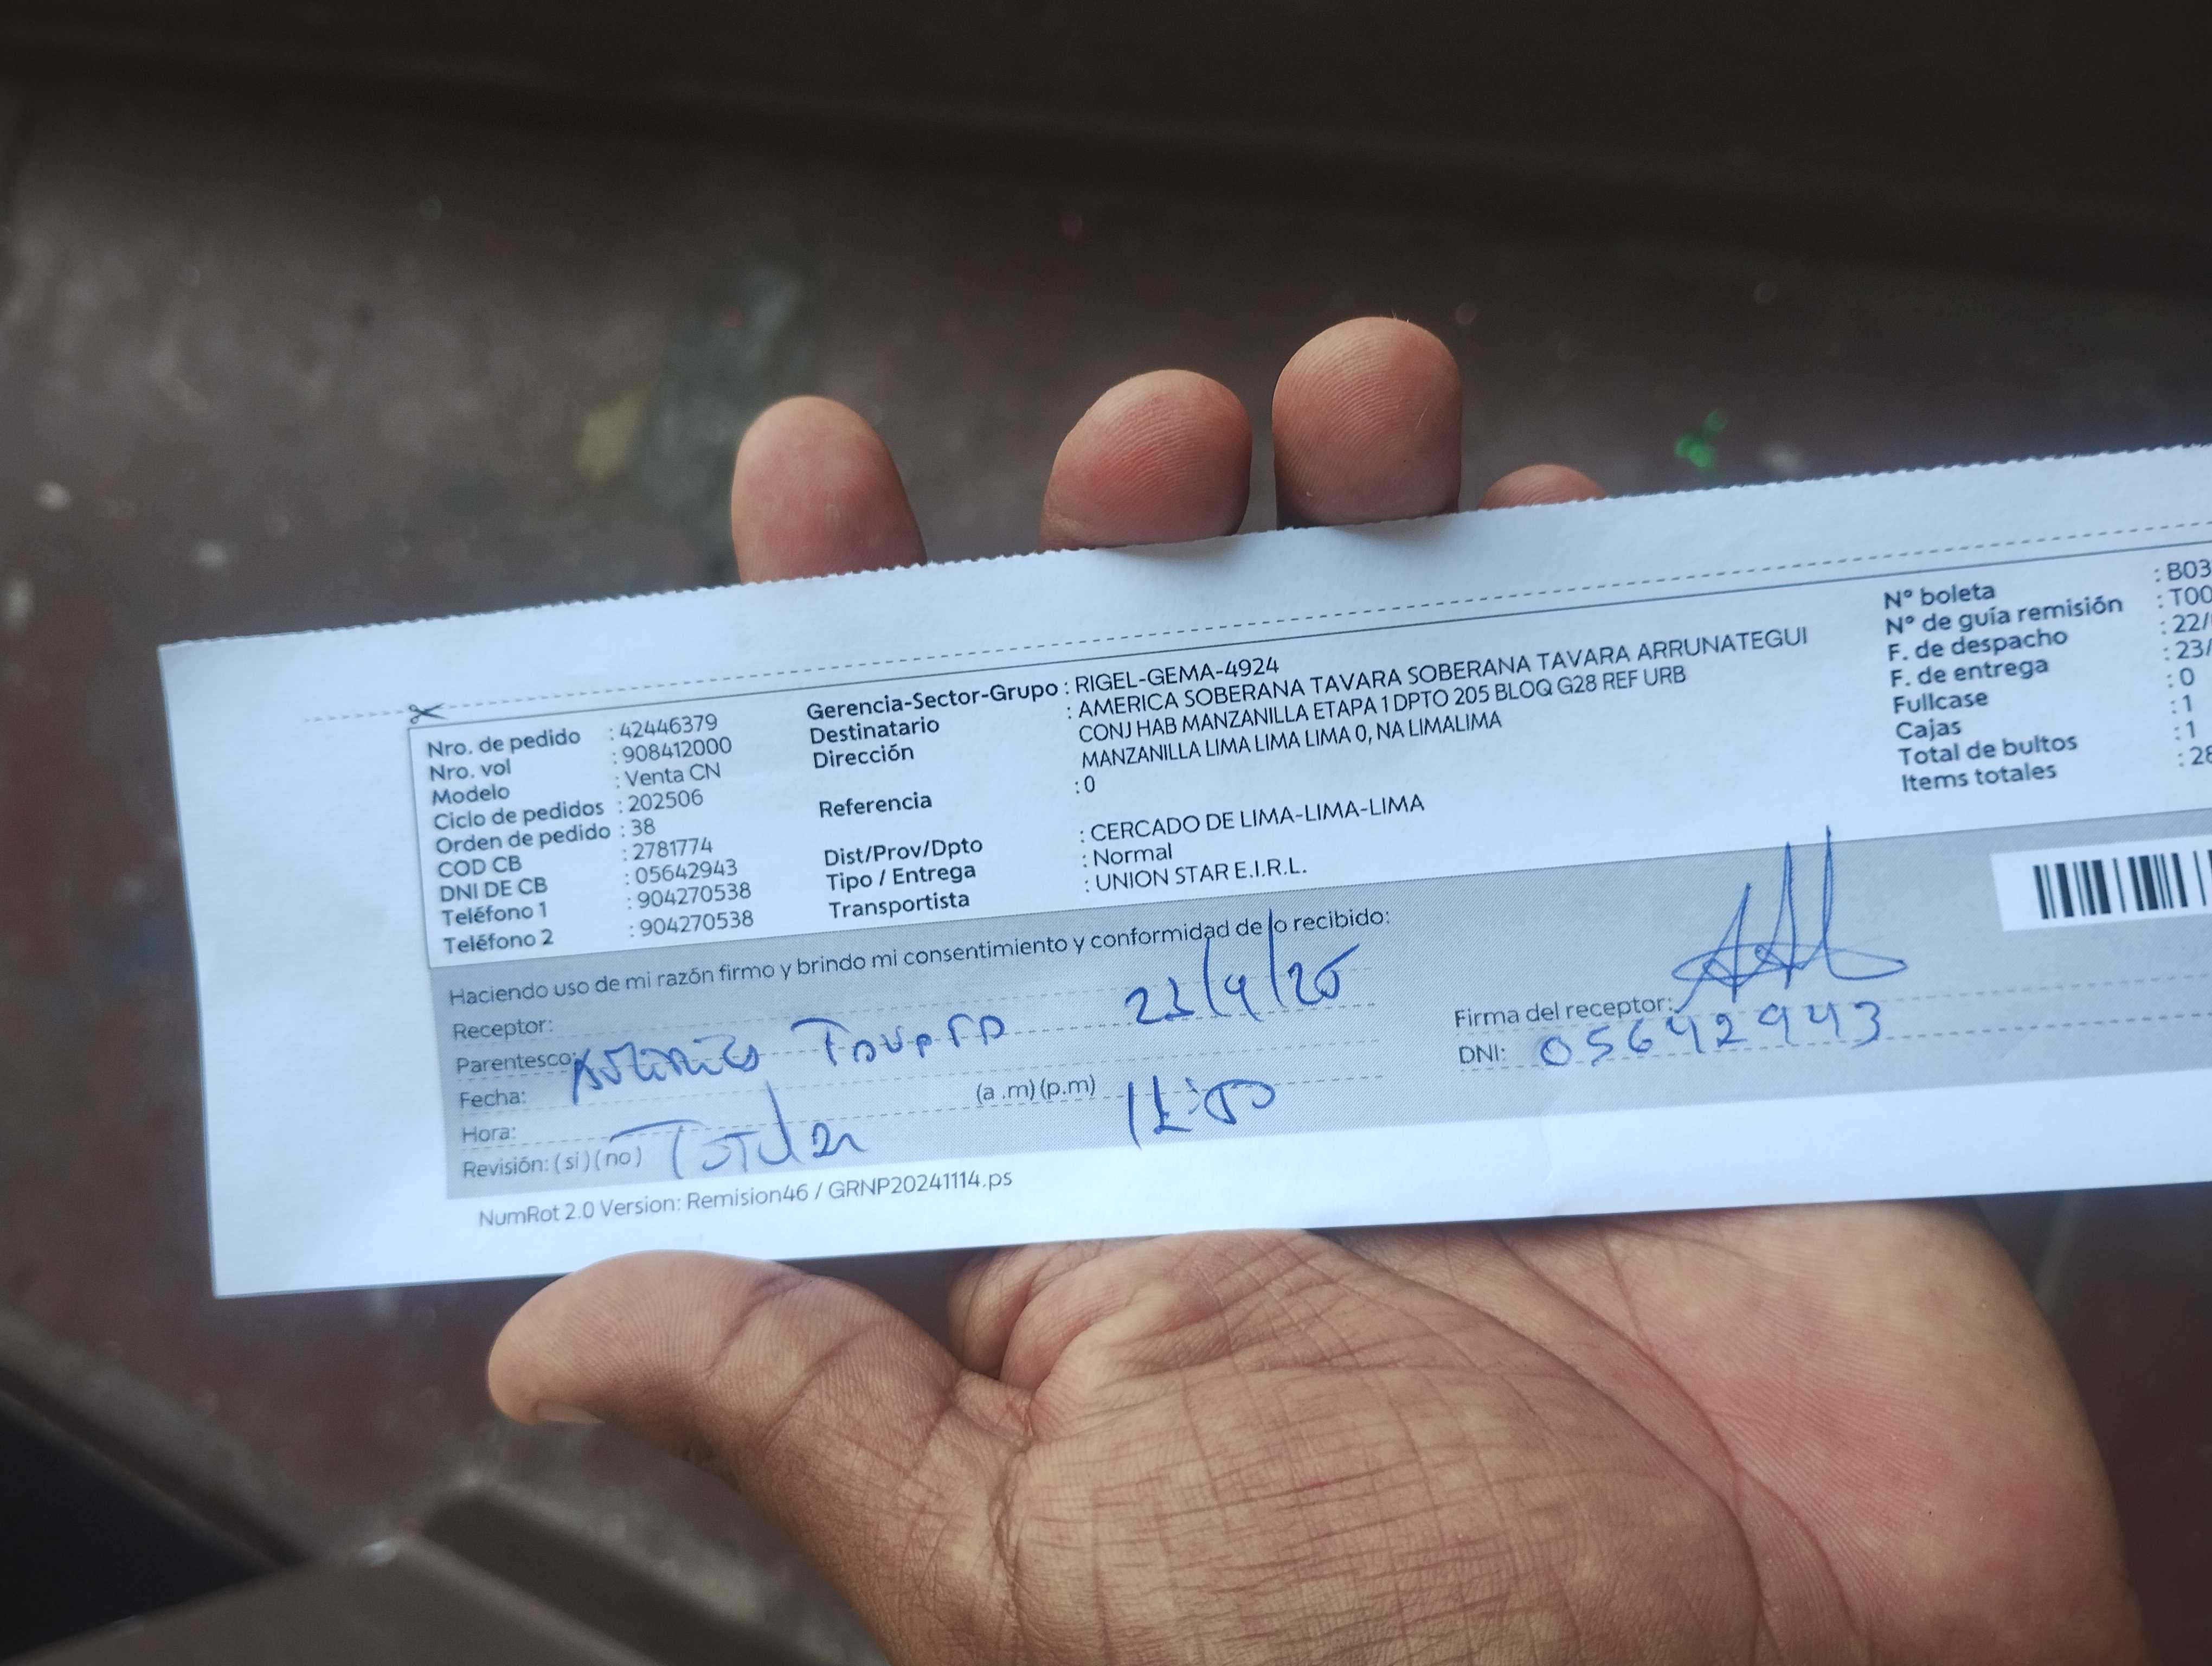 Nro. de pedido : 42446379
Nro. vol : 908412000
Modelo : Venta CN
Ciclo de pedidos : 202506
Orden de pedido : 38
COD CB : 2781774
DNI DE CB : 05642943
Teléfono 1 : 904270538
Teléfono 2 : 904270538
Gerencia-Sector-Grupo : RIGEL-GEMA-4924
Destinatario : AMERICA SOBERANA TAVARA SOBERANA TAVARA ARRUNATEGUI
Dirección CONJ HAB MANZANILLA ETAPA 1 DPTO 205 BLOQ G28 REF URB
MANZANILLA LIMA LIMA LIMA 0, NA LIMALIMA
Referencia : 0
Dist/Prov/Dpto : CERCADO DE LIMA-LIMA-LIMA
Tipo / Entrega : Normal
Transportista : UNION STAR E.I.R.L.
N° boleta : B03
N° de guía remisión : T00
F. de despacho : 22/
F. de entrega : 23/
Fullcase : 0
Cajas : 1
Total de bultos : 1
Items totales : 28
Haciendo uso de mi razón firmo y brindo mi consentimiento y conformidad de lo recibido:
Receptor:
Parentesco:
Fecha:
Hora: (a .m) (p.m)
Revisión: (si) (no)
Firma del receptor:
DNI: 05642943
NumRot 2.0 Version: Remision46 / GRNP20241114.ps